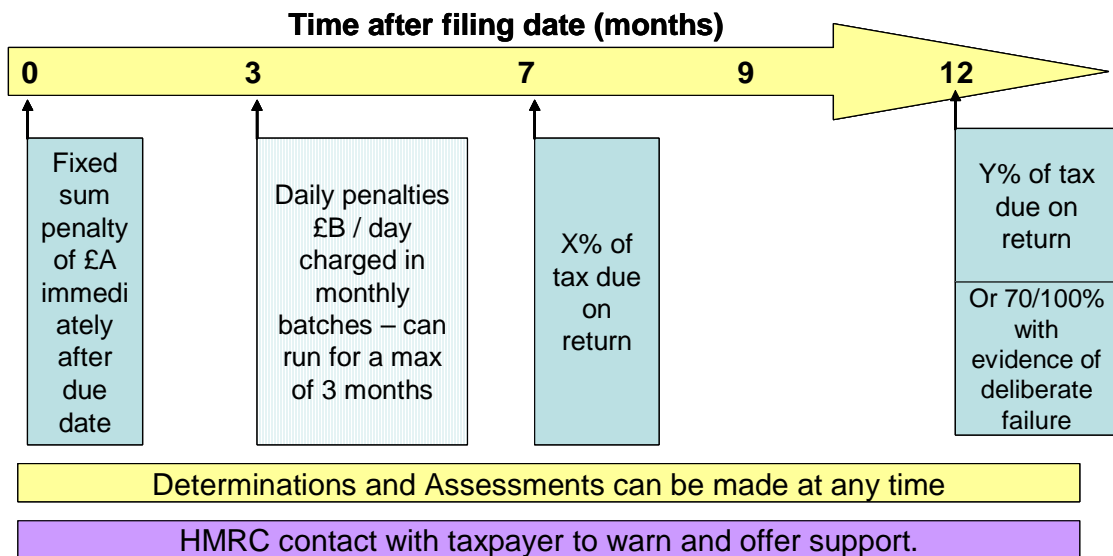 Time after filing date (months)
0 3 7 9 12
Fixed
sum
penalty
of £A
immedi
ately
after
due
date
Daily penalties
£B / day
charged in
monthly
batches – can
run for a max
of 3 months
X% of
tax due
on
return
Y% of tax
due on
return
Or 70/100%
with
evidence of
deliberate
failure
Determinations and Assessments can be made at any time
HMRC contact with taxpayer to warn and offer support.